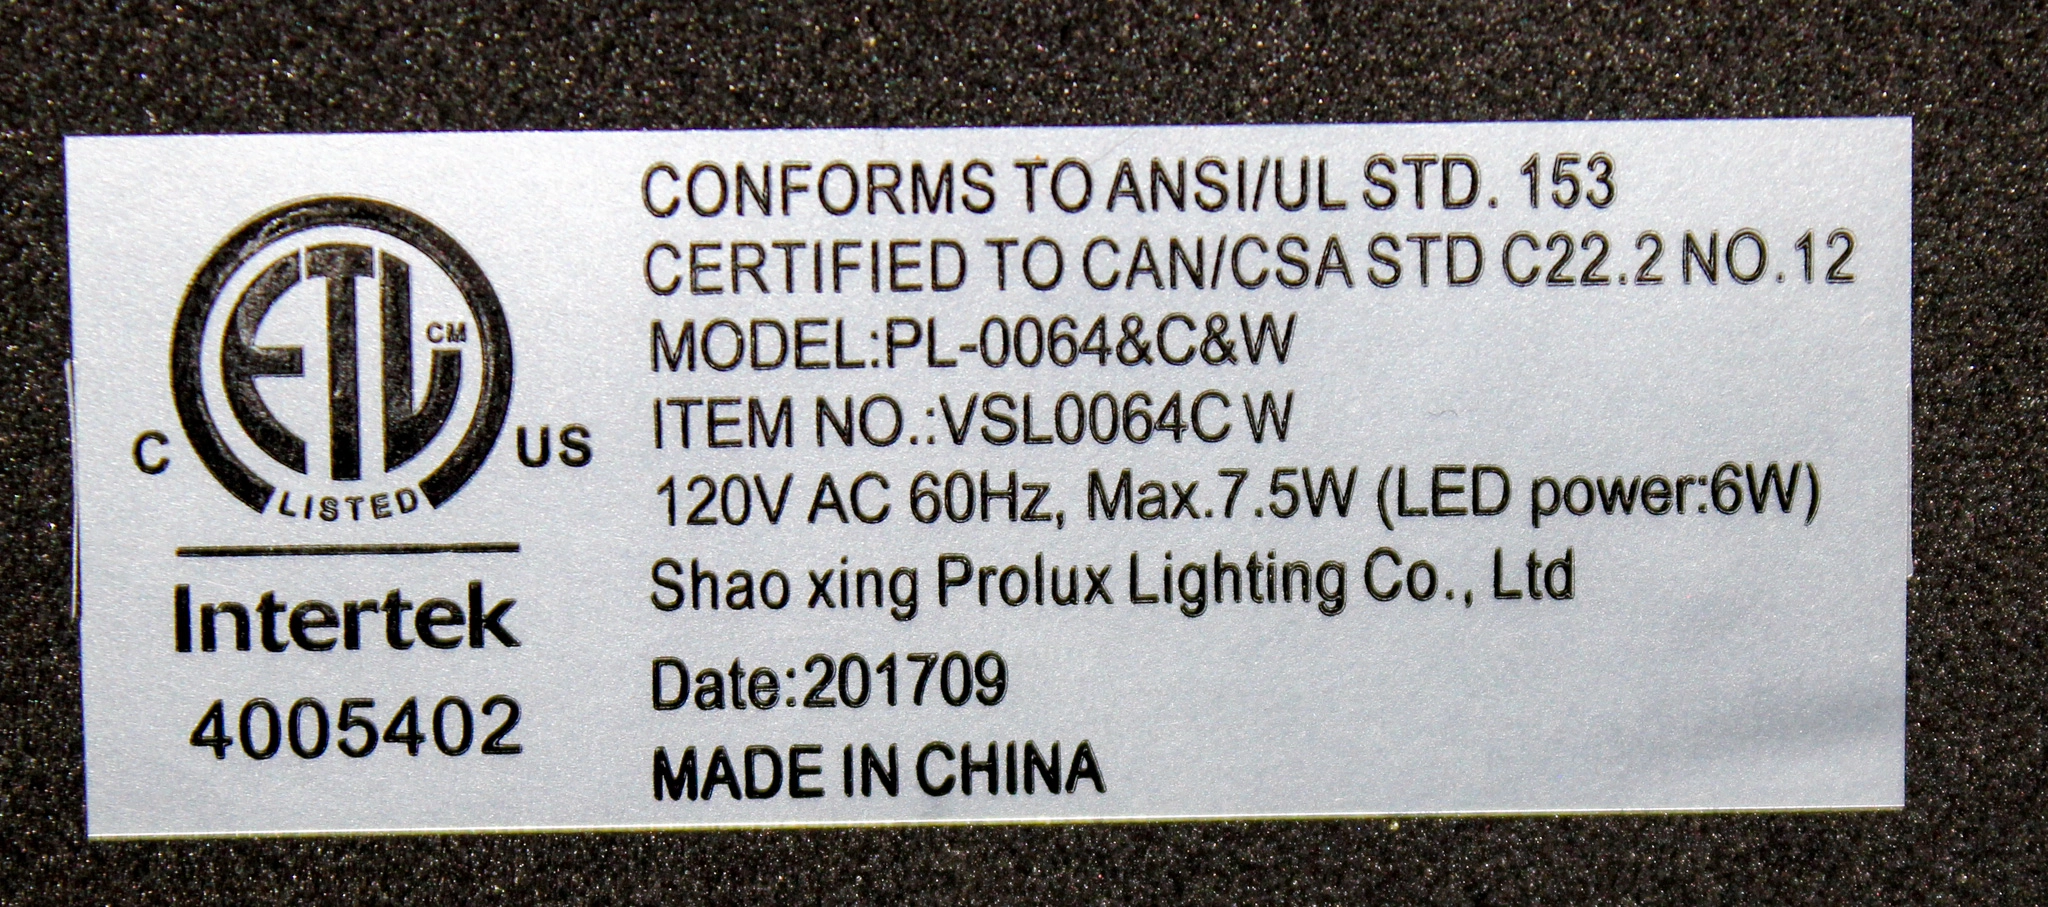 ETL CM
C US
LISTED
Intertek
4005402
CONFORMS TO ANSI/UL STD. 153
CERTIFIED TO CAN/CSA STD C22.2 NO.12
MODEL:PL-0064&C&W
ITEM NO.:VSL0064CW
120V AC 60Hz, Max.7.5W (LED power:6W)
Shao xing Prolux Lighting Co., Ltd
Date:201709
MADE IN CHINA